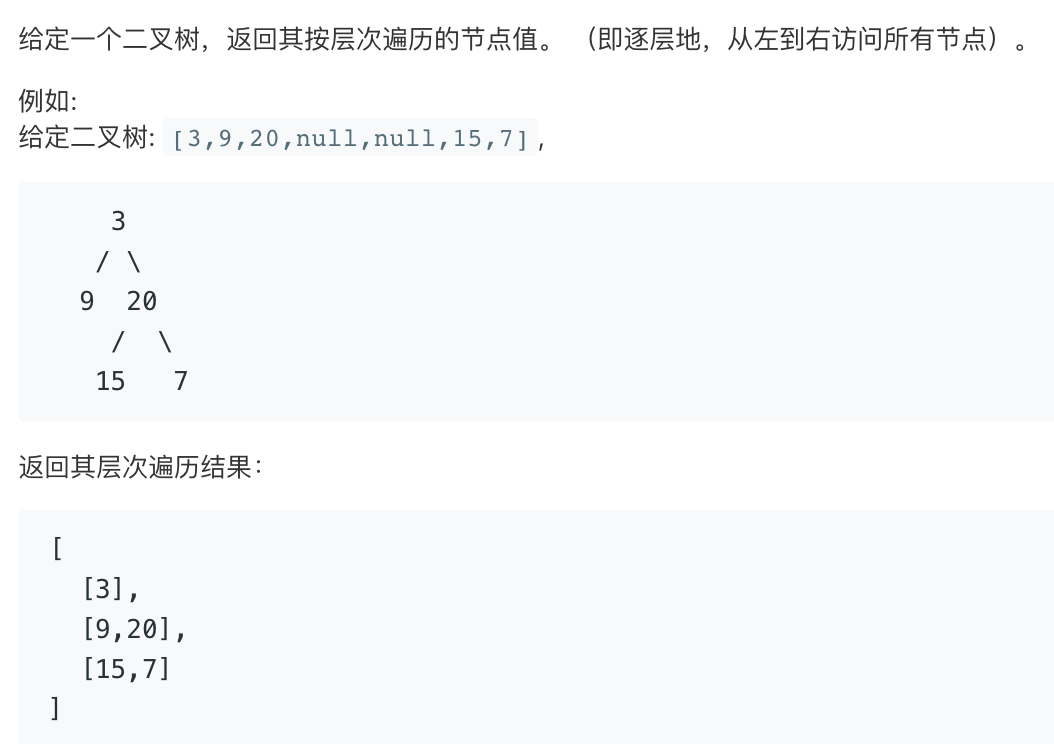 给定一个二叉树，返回其按层次遍历的节点值。 （即逐层地，从左到右访问所有节点）。
例如:
给定二叉树: [3,9,20,null,null,15,7],
    3
   / \
  9  20
    /  \
   15   7
返回其层次遍历结果：
[
  [3],
  [9,20],
  [15,7]
]